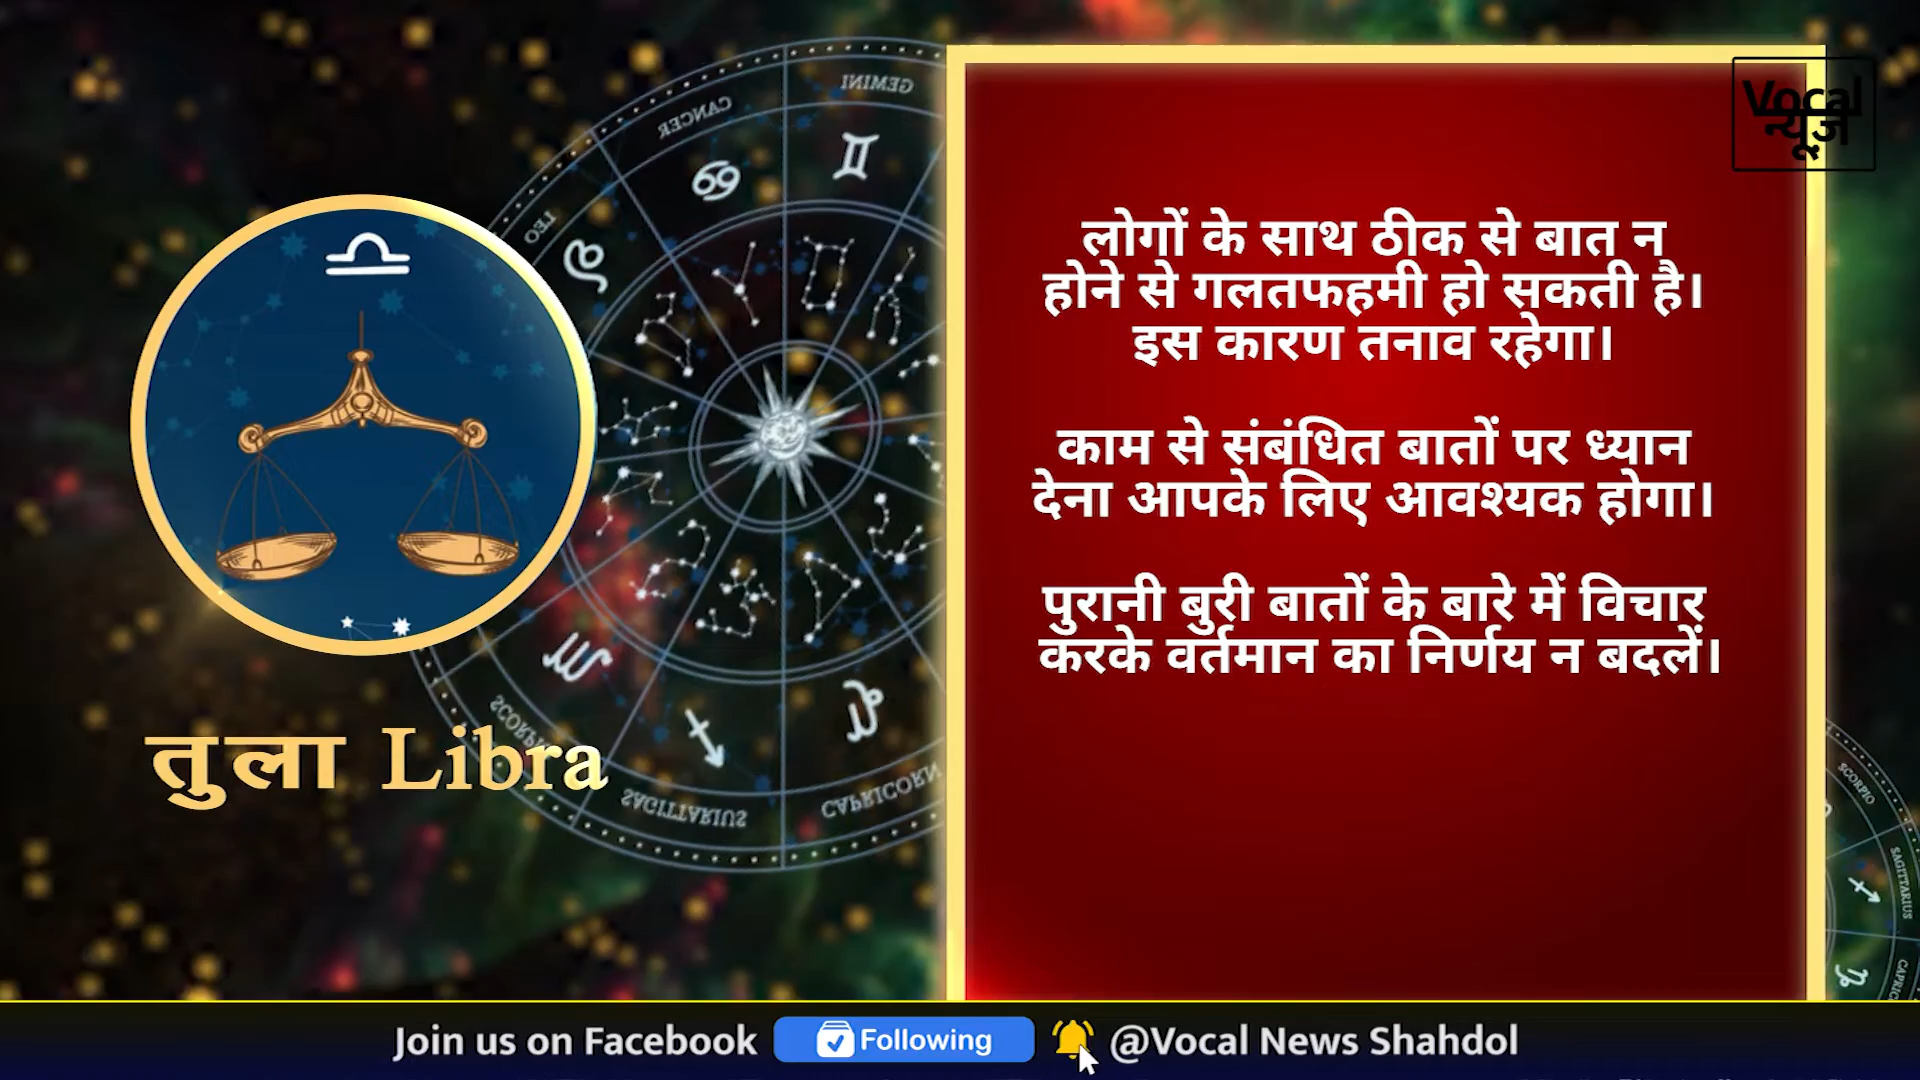 GEMINI
CANCER
LEO
Vocal
न्यूज
लोगों के साथ ठीक से बात न
होने से गलतफहमी हो सकती है।
इस कारण तनाव रहेगा।
काम से संबंधित बातों पर ध्यान
देना आपके लिए आवश्यक होगा।
पुरानी बुरी बातों के बारे में विचार
करके वर्तमान का निर्णय न बदलें।
तुला Libra
SAGITTARIUS
CAPRICORN
SCORPIO
SAGITTARIUS
Join us on Facebook Following @Vocal News Shahdol